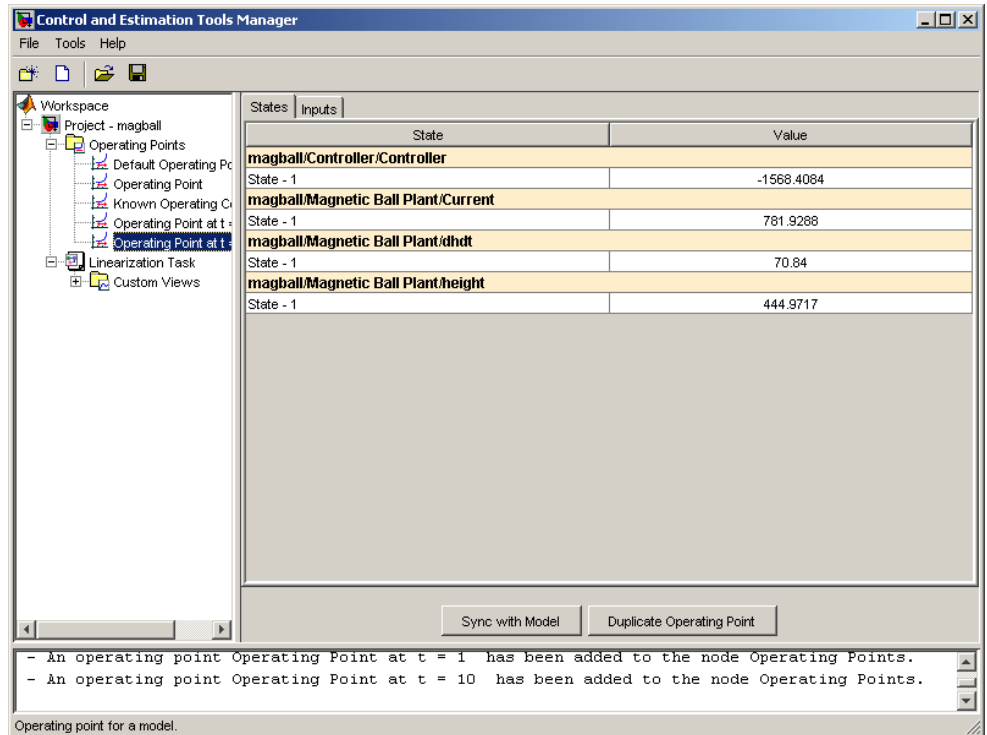 Control and Estimation Tools Manager
File Tools Help
Workspace
Project - magball
Operating Points
Default Operating Po
Operating Point
Known Operating C
Operating Point at t
Operating Point at t
Linearization Task
Custom Views
States Inputs
State Value
magball/Controller/Controller
State - 1 -1568.4084
magball/Magnetic Ball Plant/Current
State - 1 781.9288
magball/Magnetic Ball Plant/dhdt
State - 1 70.84
magball/Magnetic Ball Plant/height
State - 1 444.9717
Sync with Model Duplicate Operating Point
- An operating point Operating Point at t = 1 has been added to the node Operating Points.
- An operating point Operating Point at t = 10 has been added to the node Operating Points.
Operating point for a model.